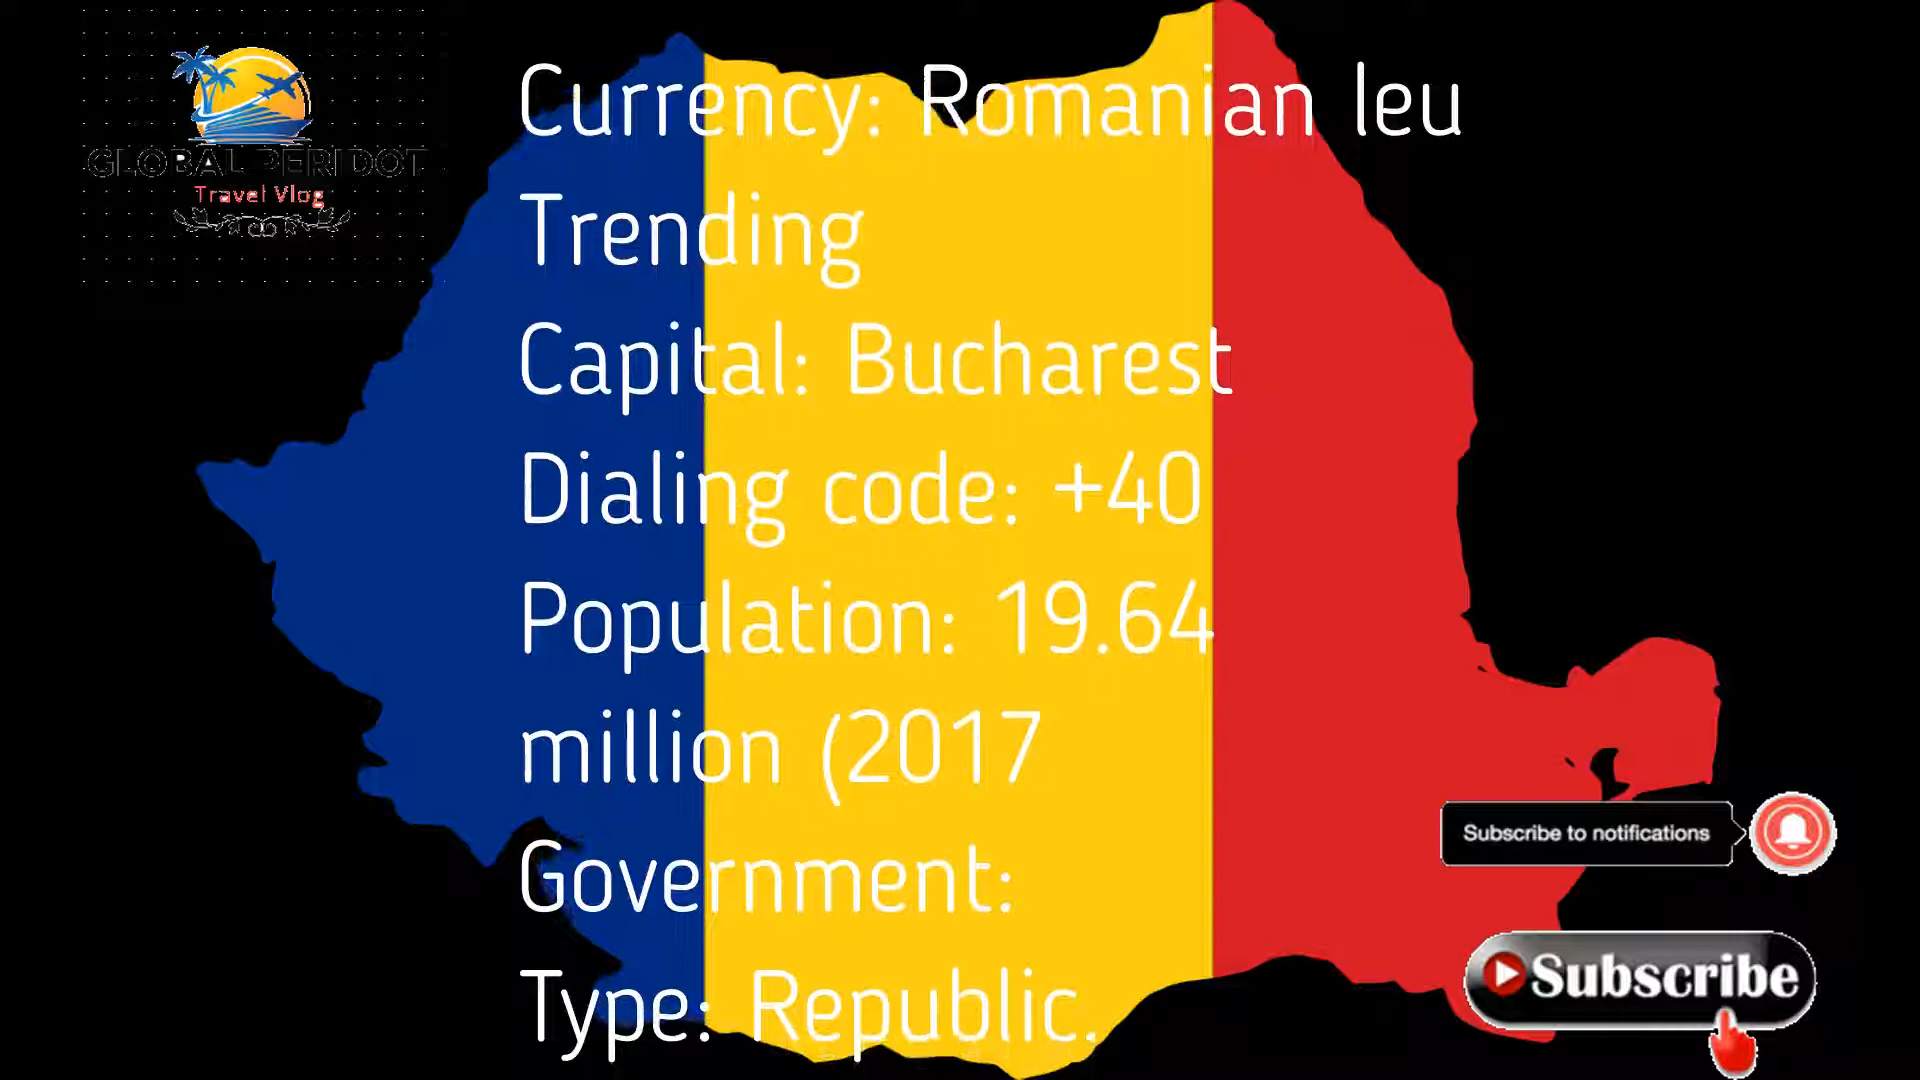 GLOBAL PERIDOT
Travel Vlog
Currency: Romanian leu
Trending
Capital: Bucharest
Dialing code: +40
Population: 19.64
million (2017
Government:
Type: Republic.
Subscribe to notifications
Subscribe